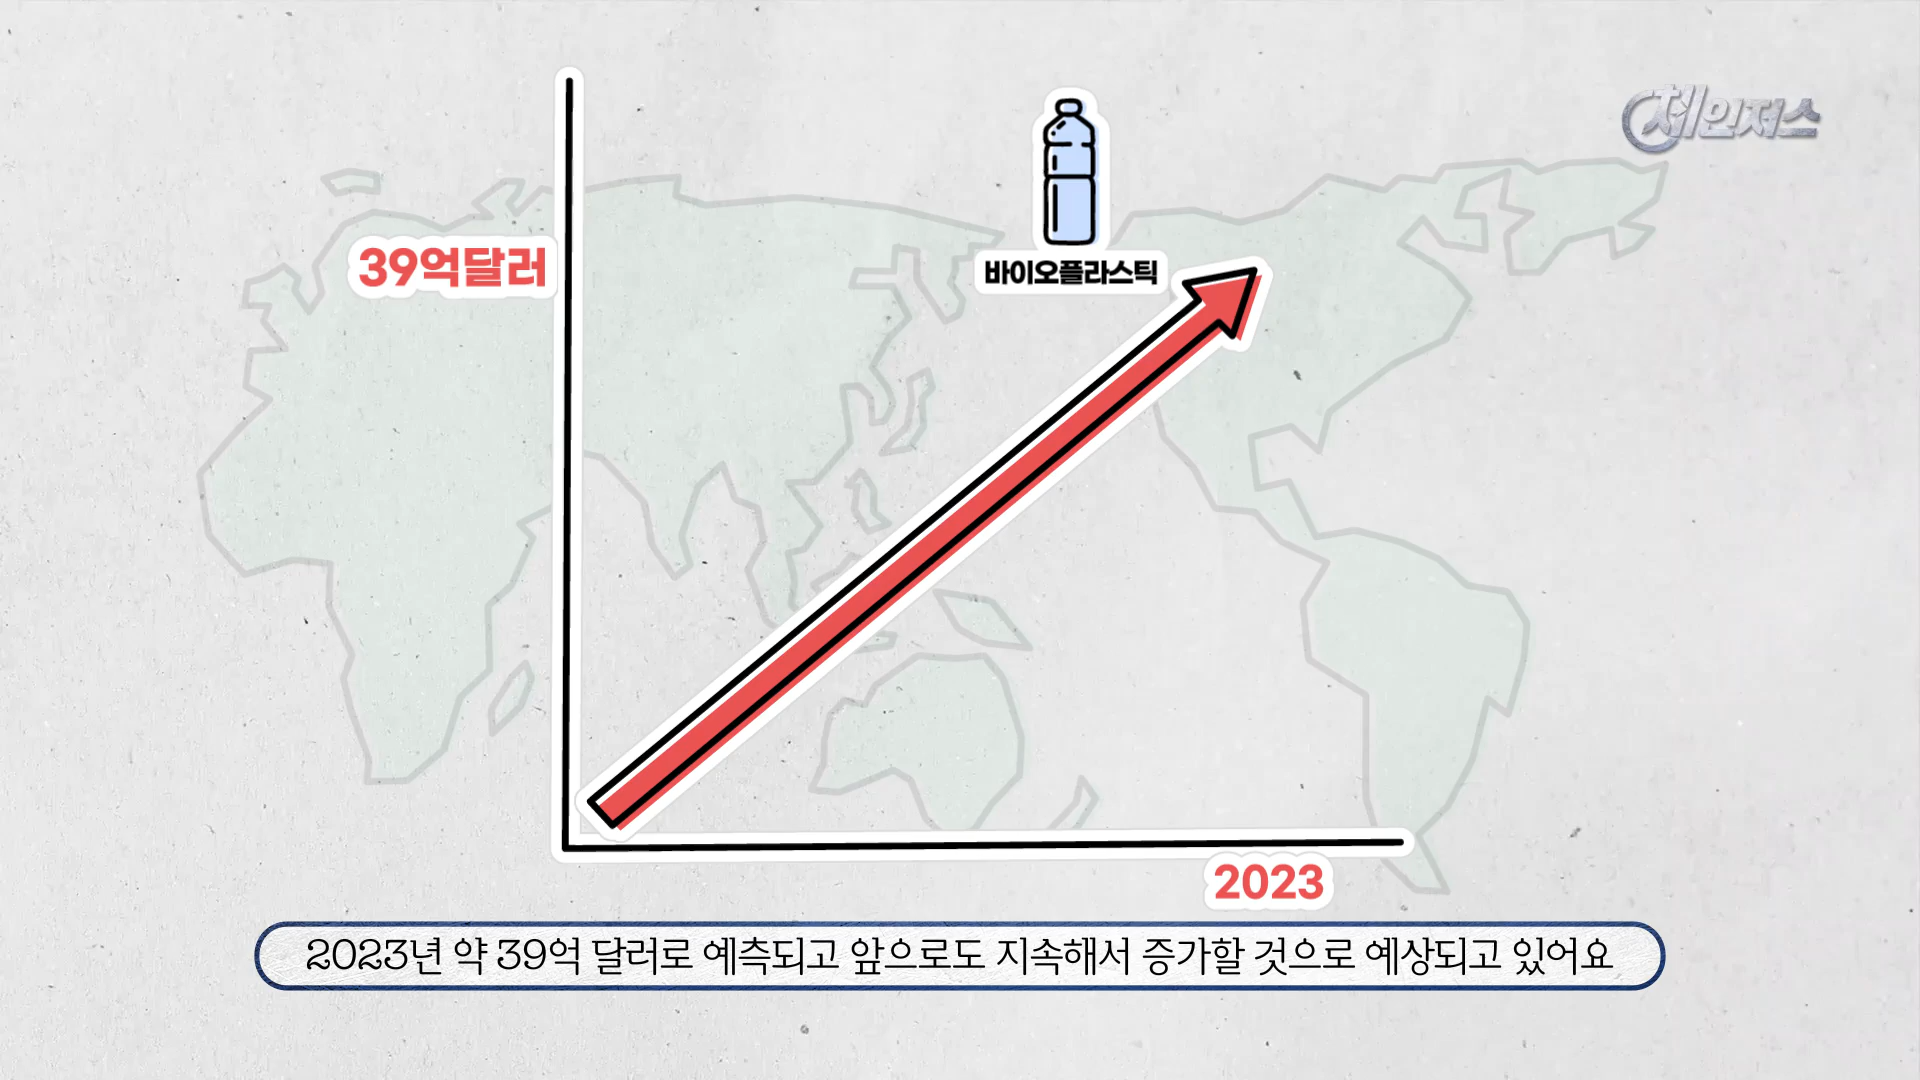 체인저스
39억달러
바이오플라스틱
2023
2023년 약 39억 달러로 예측되고 앞으로도 지속해서 증가할 것으로 예상되고 있어요